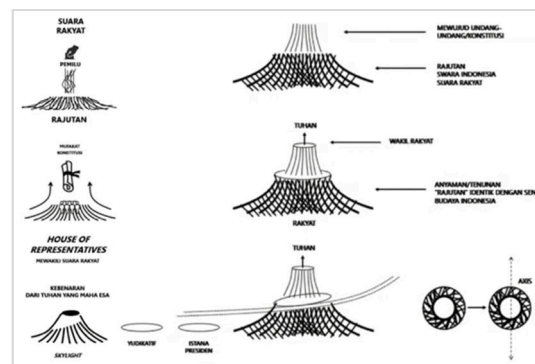 SUARA
RAKYAT
PEMILU
RAJUTAN
MUFAKAT
KONSTITUSI
HOUSE OF
REPRESENTATIVES
MEWAKILI SUARA RAKYAT
KEBENARAN
DARI TUHAN YANG MAHA ESA
SKYLIGHT
YUDIKATIF
ISTANA
PRESIDEN
MEWUJUD UNDANG-
UNDANG/KONSTITUSI
RAJUTAN
SWARA INDONESIA
SUARA RAKYAT
TUHAN
WAKIL RAKYAT
ANYAMAN/TENUNAN
"RAJUTAN" IDENTIK DENGAN SEN
BUDAYA INDONESIA
RAKYAT
TUHAN
AXIS